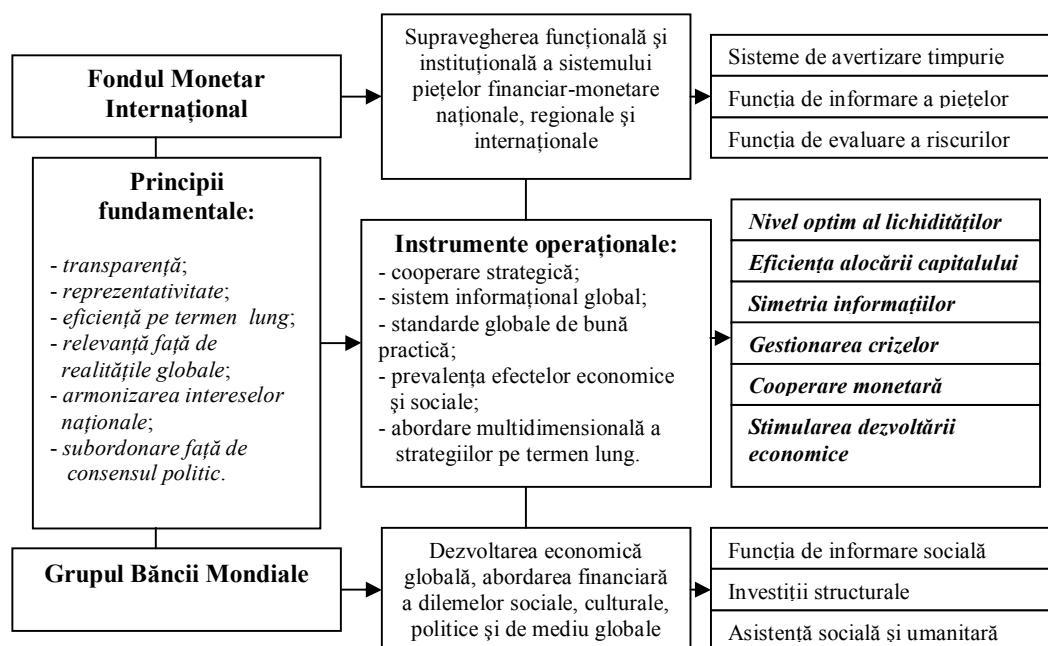 Fondul Monetar
Internațional
Supravegherea funcțională şi
instituțională a sistemului
piețelor financiar-monetare
naționale, regionale şi
internaționale
Sisteme de avertizare timpurie
Funcția de informare a piețelor
Funcția de evaluare a riscurilor
Principii
fundamentale:
- transparență;
- reprezentativitate;
- eficiență pe termen lung;
- relevanță față de
realitățile globale;
- armonizarea intereselor
naționale;
- subordonare față de
consensul politic.
Instrumente operaționale:
- cooperare strategică;
- sistem informațional global;
- standarde globale de bună
practică;
- prevalența efectelor economice
şi sociale;
- abordare multidimensională a
strategiilor pe termen lung.
Nivel optim al lichidităților
Eficiența alocării capitalului
Simetria informațiilor
Gestionarea crizelor
Cooperare monetară
Stimularea dezvoltării
economice
Grupul Băncii Mondiale
Dezvoltarea economică
globală, abordarea financiară
a dilemelor sociale, culturale,
politice şi de mediu globale
Funcția de informare socială
Investiții structurale
Asistență socială şi umanitară